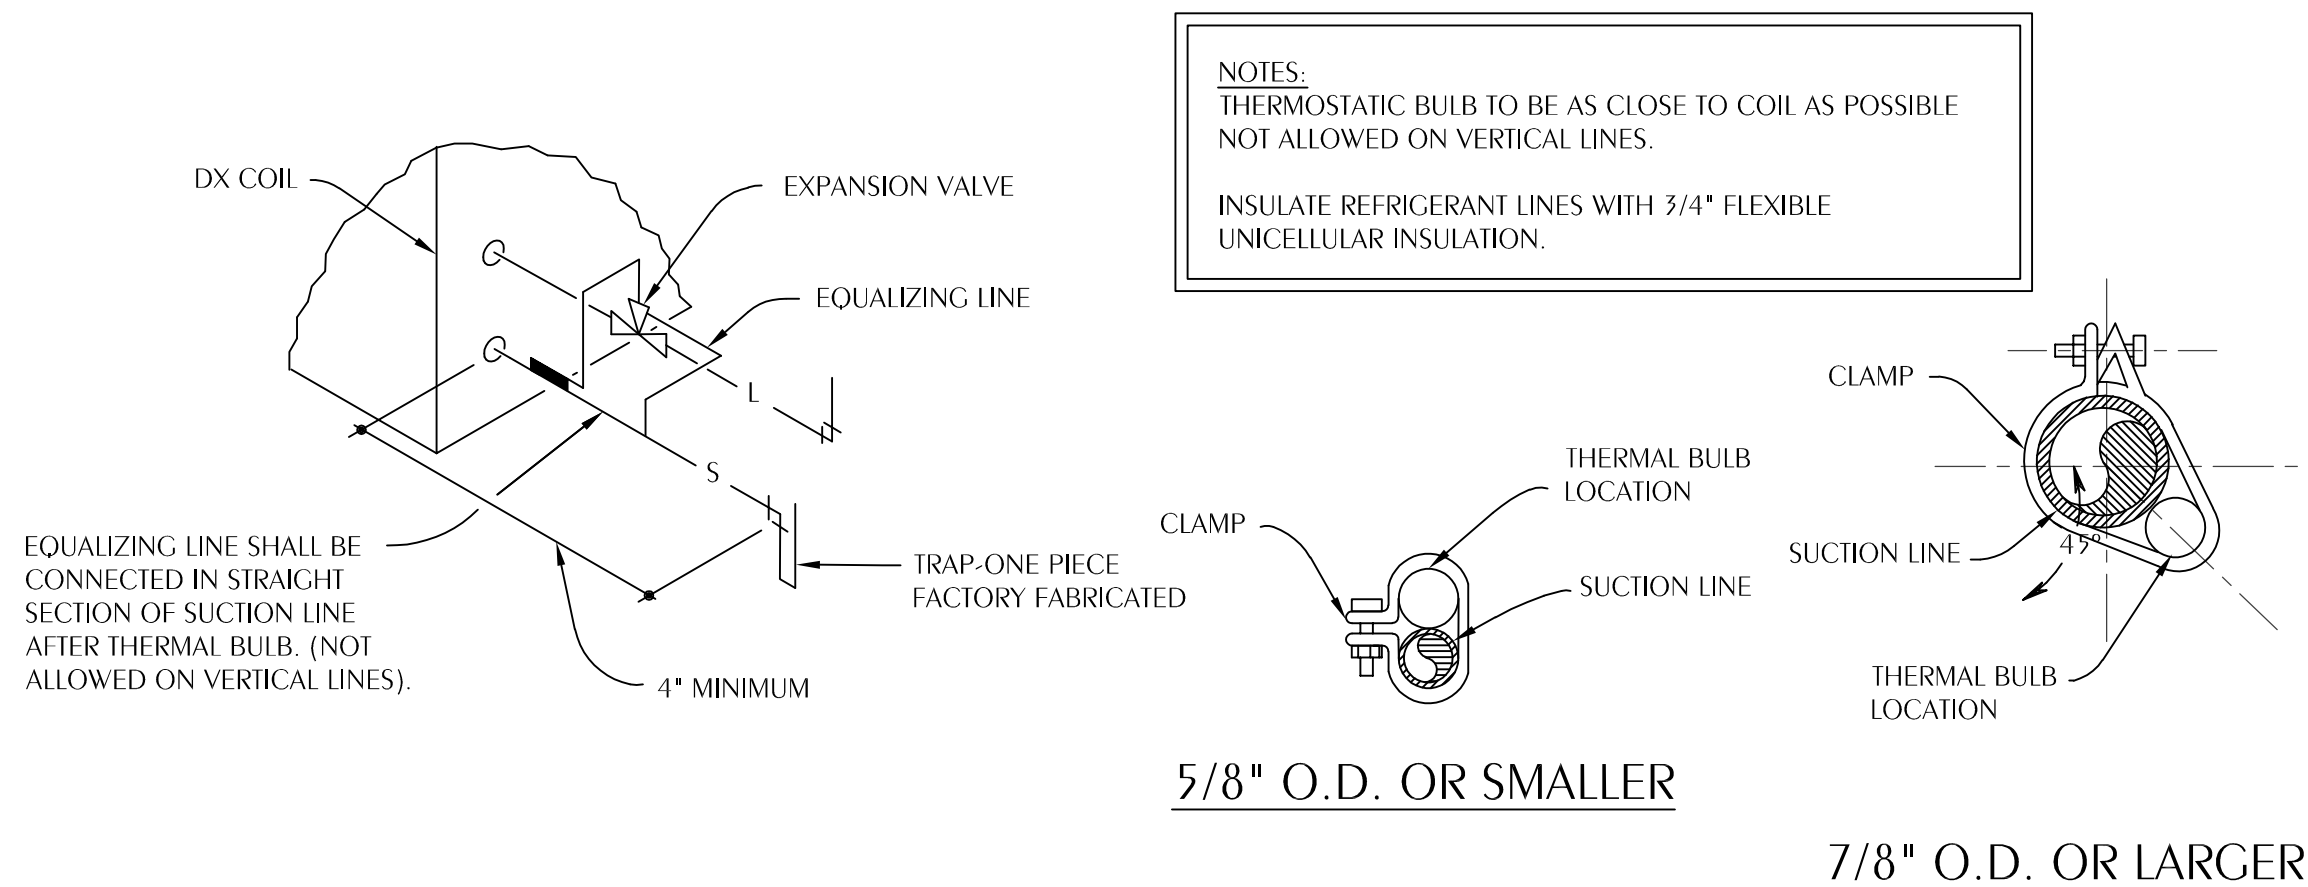 NOTES:
THERMOSTATIC BULB TO BE AS CLOSE TO COIL AS POSSIBLE
NOT ALLOWED ON VERTICAL LINES.
INSULATE REFRIGERANT LINES WITH 3/4" FLEXIBLE
UNICELLULAR INSULATION.
DX COIL
EXPANSION VALVE
EQUALIZING LINE
L
S
EQUALIZING LINE SHALL BE
CONNECTED IN STRAIGHT
SECTION OF SUCTION LINE
AFTER THERMAL BULB. (NOT
ALLOWED ON VERTICAL LINES).
4" MINIMUM
TRAP-ONE PIECE
FACTORY FABRICATED
CLAMP
THERMAL BULB
LOCATION
SUCTION LINE
5/8" O.D. OR SMALLER
CLAMP
SUCTION LINE
45°
THERMAL BULB
LOCATION
7/8" O.D. OR LARGER